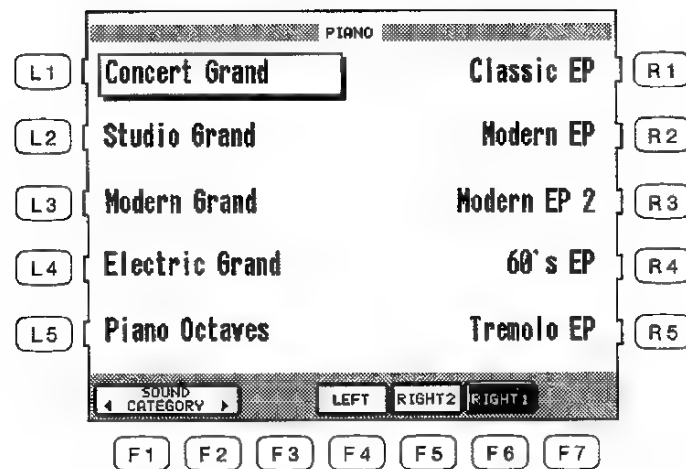 PIANO
L1 Concert Grand Classic EP R1
L2 Studio Grand Modern EP R2
L3 Modern Grand Modern EP 2 R3
L4 Electric Grand 60's EP R4
L5 Piano Octaves Tremolo EP R5
SOUND
CATEGORY LEFT RIGHT2 RIGHT1
F1 F2 F3 F4 F5 F6 F7